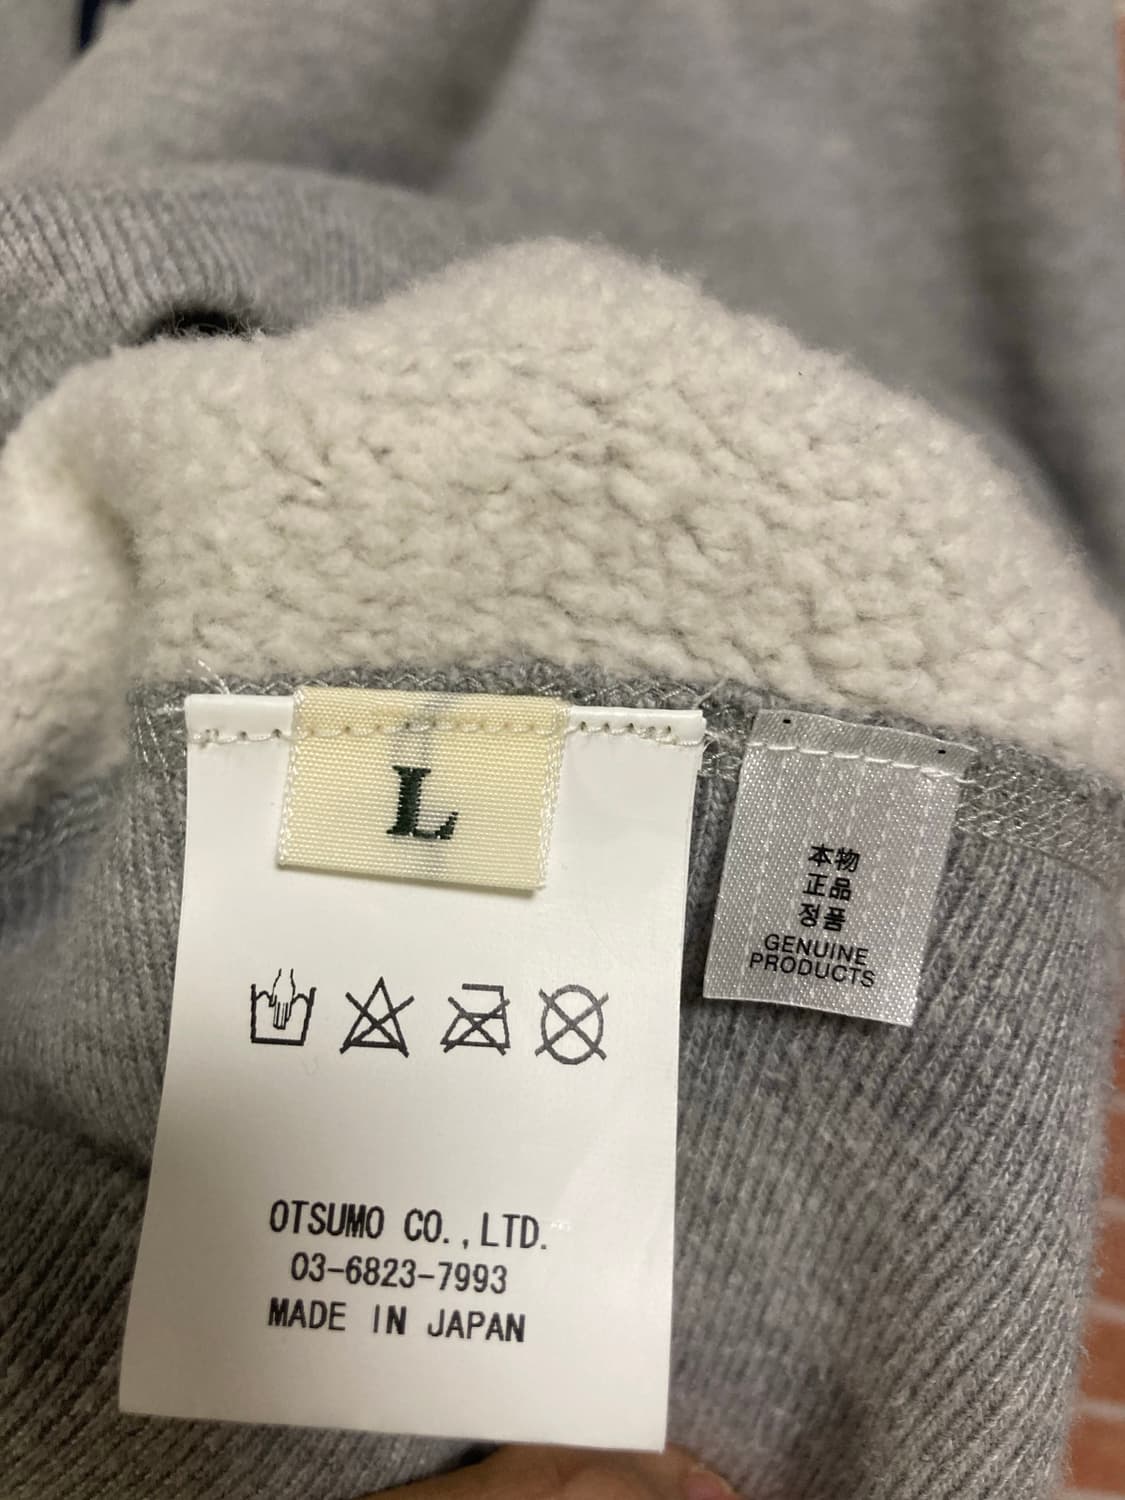 L
本物
正品
정품
GENUINE
PRODUCTS
OTSUMO CO.,LTD.
03-6823-7993
MADE IN JAPAN